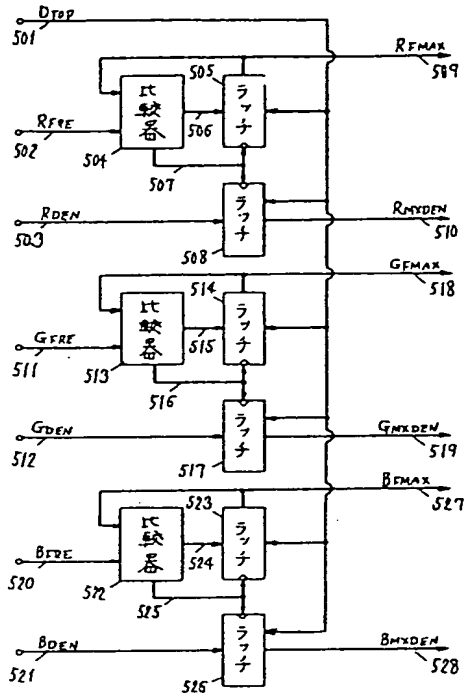 DTOP
501
505
RFMAX
509
比較器
ラッチ
506
RFRE
502
504
507
RDEN
503
ラッチ
508
RMXDEN
510
GFMAX
518
514
比較器
ラッチ
515
GFRE
511
513
516
GDEN
512
ラッチ
517
GMXDEN
519
BFMAX
527
523
比較器
ラッチ
524
BFRE
520
522
525
BDEN
521
ラッチ
526
BMXDEN
528